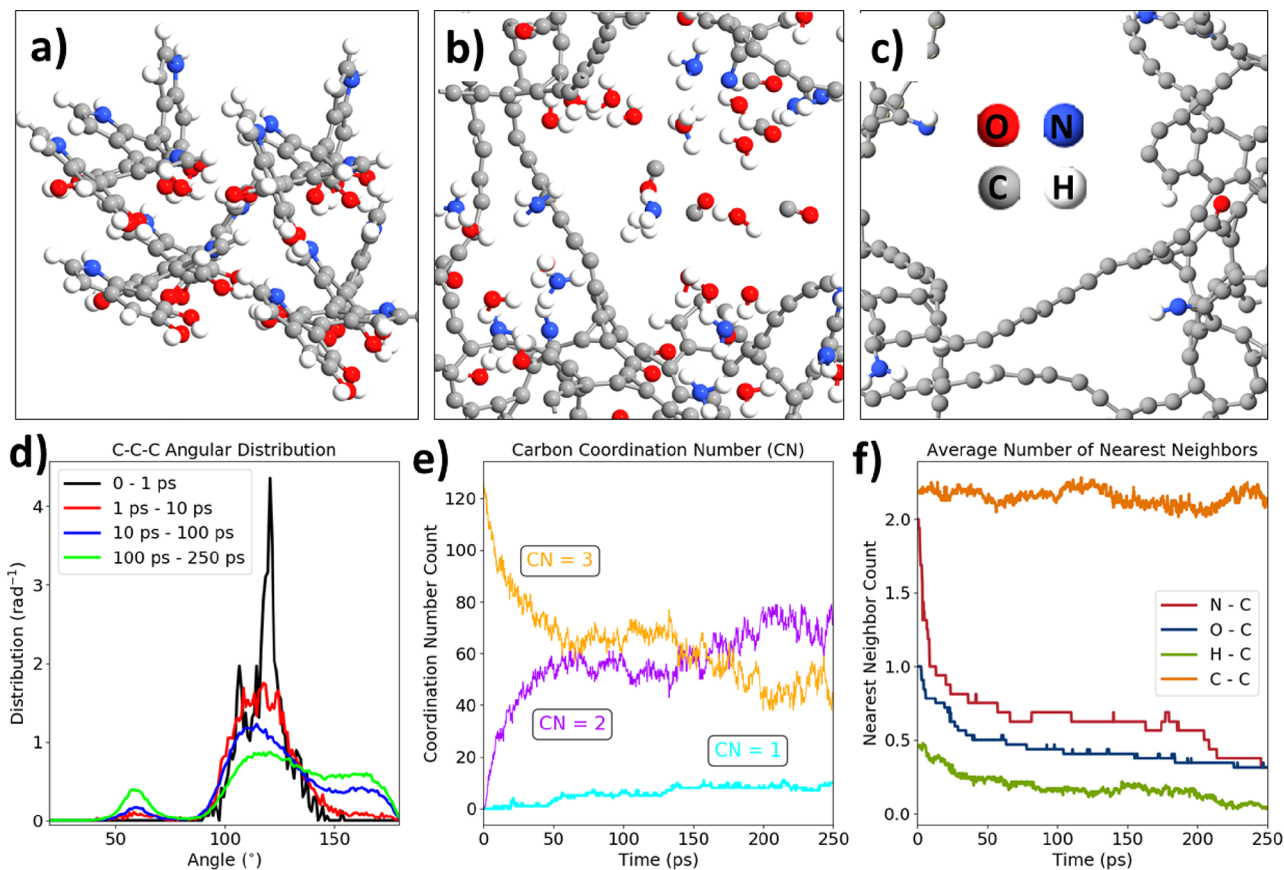 a)
b)
c)
O N
C H
d)
C-C-C Angular Distribution
Distribution (rad⁻¹)
4
3
2
1
0
0 - 1 ps
1 ps - 10 ps
10 ps - 100 ps
100 ps - 250 ps
50 100 150
Angle (°)
e)
Carbon Coordination Number (CN)
Coordination Number Count
120
100
80
60
40
20
0
CN = 3
CN = 2
CN = 1
0 50 100 150 200 250
Time (ps)
f)
Average Number of Nearest Neighbors
Nearest Neighbor Count
2.0
1.5
1.0
0.5
0.0
N - C
O - C
H - C
C - C
0 50 100 150 200 250
Time (ps)